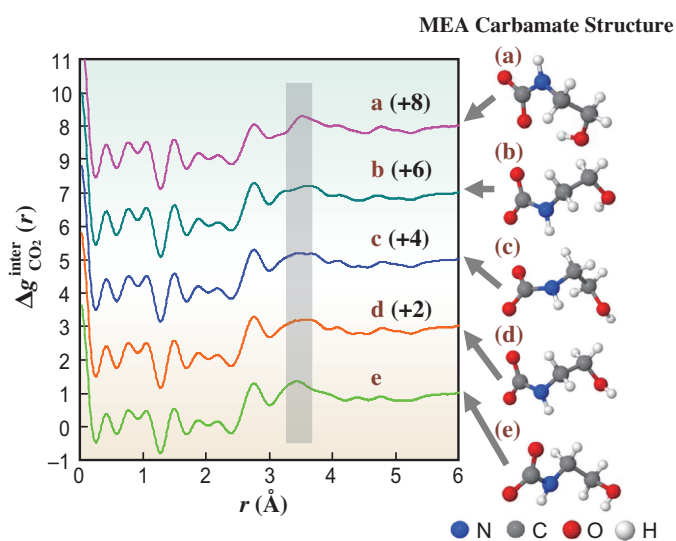 MEA Carbamate Structure
11
10
8
9
7
6
5
4
3
2
1
0
−1
Δg inter CO2 (r)
a (+8)
b (+6)
c (+4)
d (+2)
e
0 1 2 3 4 5 6
r (Å)
(a)
(b)
(c)
(d)
(e)
N C O H